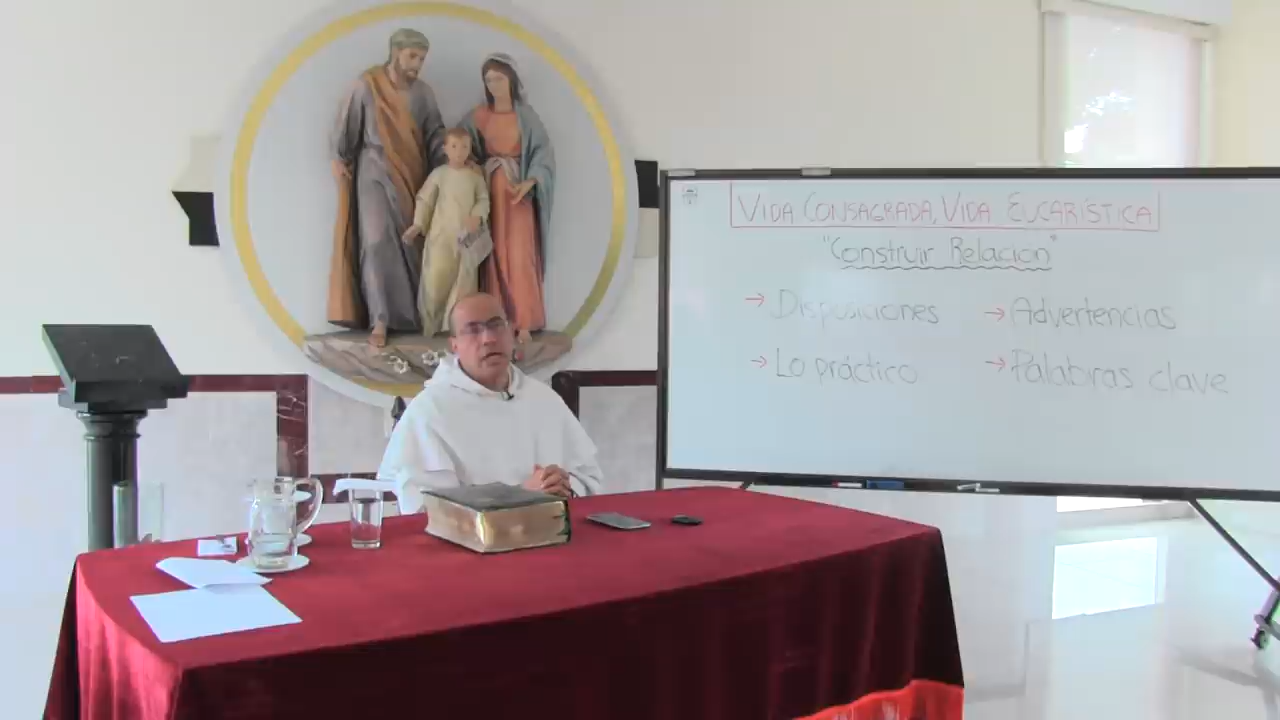 VIDA CONSAGRADA, VIDA EUCARÍSTICA
"Construir Relación"
→ Disposiciones → Advertencias
→ Lo práctico → Palabras clave